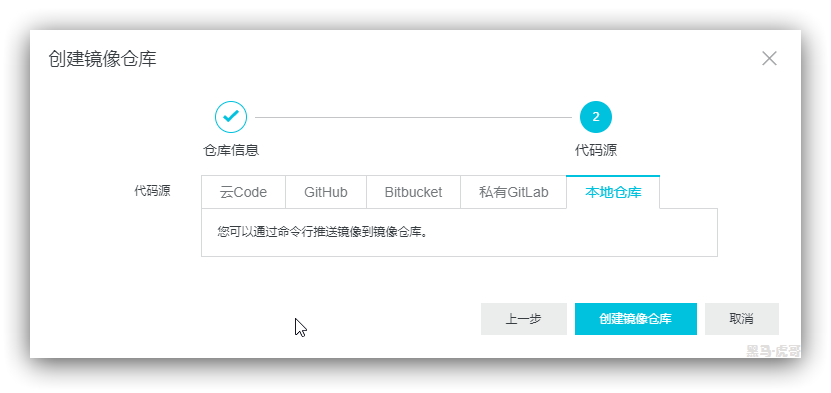 创建镜像仓库
2
仓库信息 代码源
代码源 云Code GitHub Bitbucket 私有GitLab 本地仓库
您可以通过命令行推送镜像到镜像仓库。
上一步 创建镜像仓库 取消
黑马·虎哥